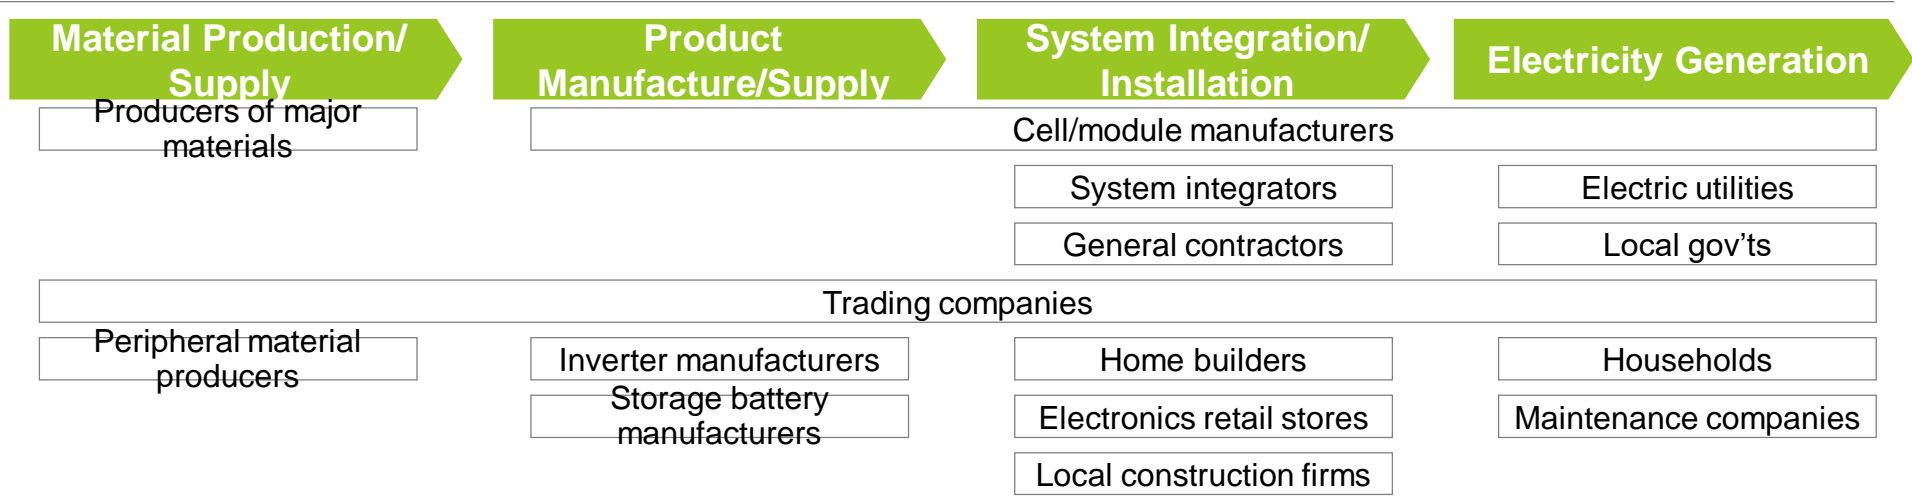 Material Production/
Supply
Product
Manufacture/Supply
System Integration/
Installation
Electricity Generation
Producers of major
materials
Cell/module manufacturers
System integrators
Electric utilities
General contractors
Local gov’ts
Trading companies
Peripheral material
producers
Inverter manufacturers
Home builders
Households
Storage battery
manufacturers
Electronics retail stores
Maintenance companies
Local construction firms